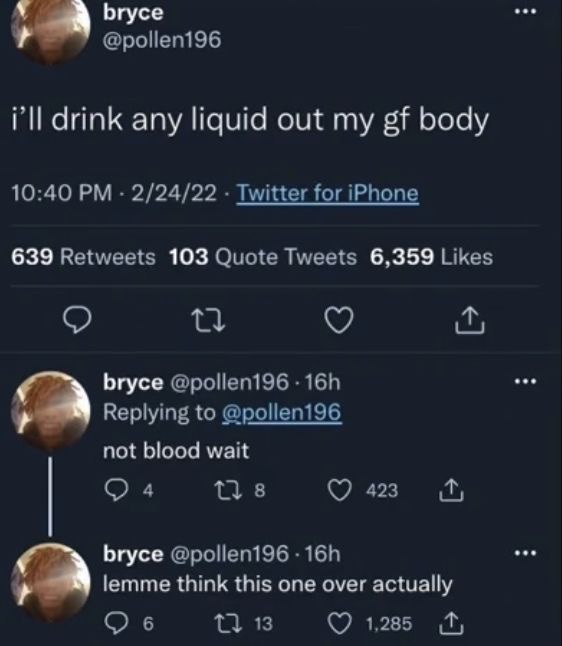 bryce
@pollen196
i’ll drink any liquid out my gf body
10:40 PM · 2/24/22 · Twitter for iPhone
639 Retweets 103 Quote Tweets 6,359 Likes
bryce @pollen196 · 16h
Replying to @pollen196
not blood wait
4 8 423
bryce @pollen196 · 16h
lemme think this one over actually
6 13 1,285